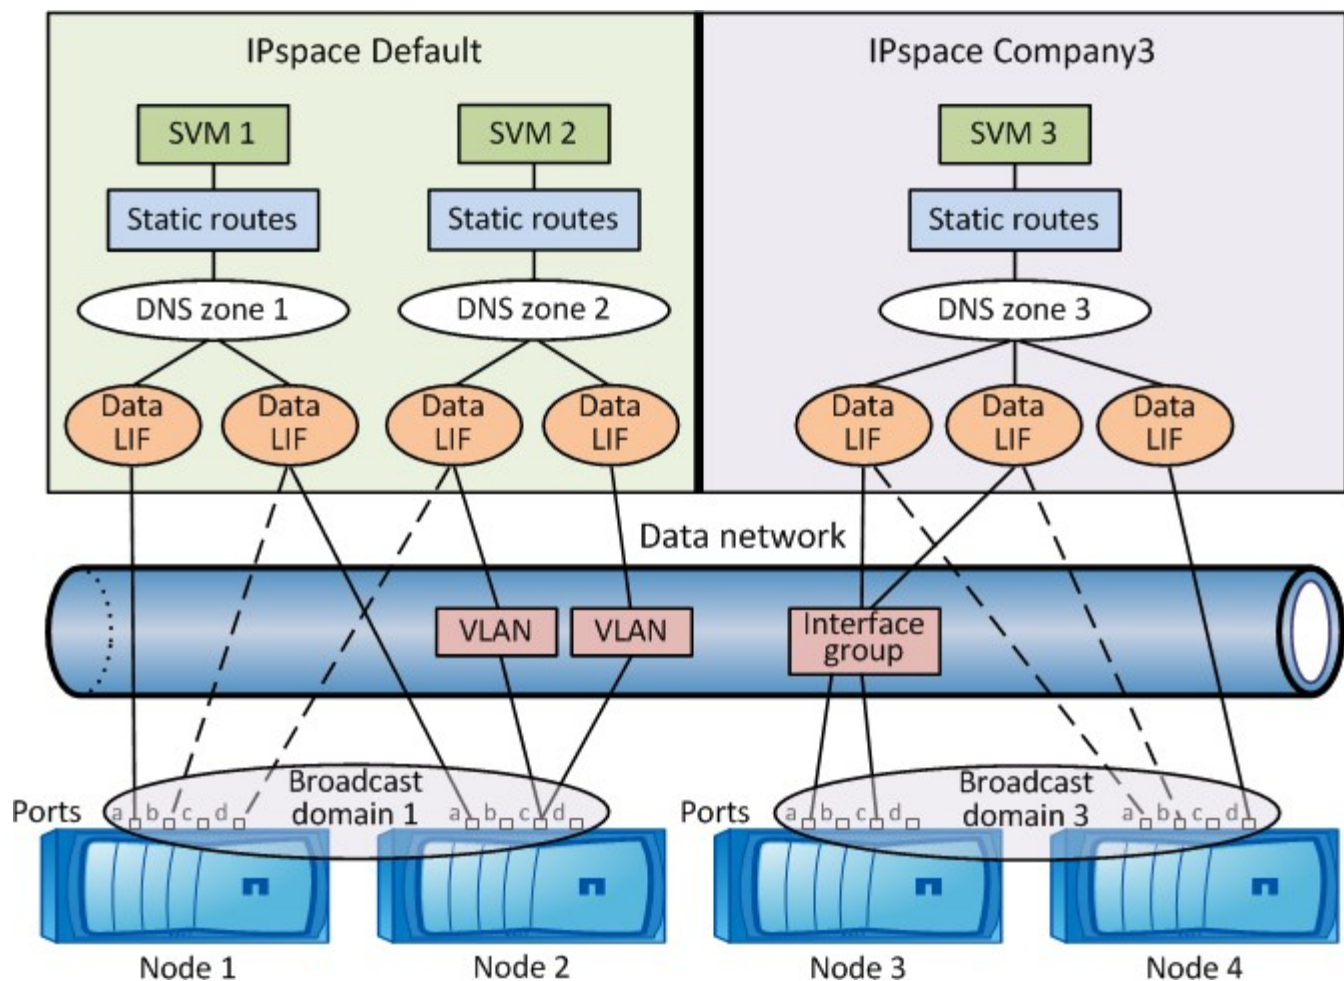 IPspace Default
IPspace Company3
SVM 1
SVM 2
SVM 3
Static routes
Static routes
Static routes
DNS zone 1
DNS zone 2
DNS zone 3
Data
LIF
Data
LIF
Data
LIF
Data
LIF
Data
LIF
Data
LIF
Data
LIF
Data network
VLAN
VLAN
Interface
group
Ports
a b c d
Broadcast
domain 1
a b c d
Ports
a b c d
Broadcast
domain 3
a b c d
Node 1
Node 2
Node 3
Node 4